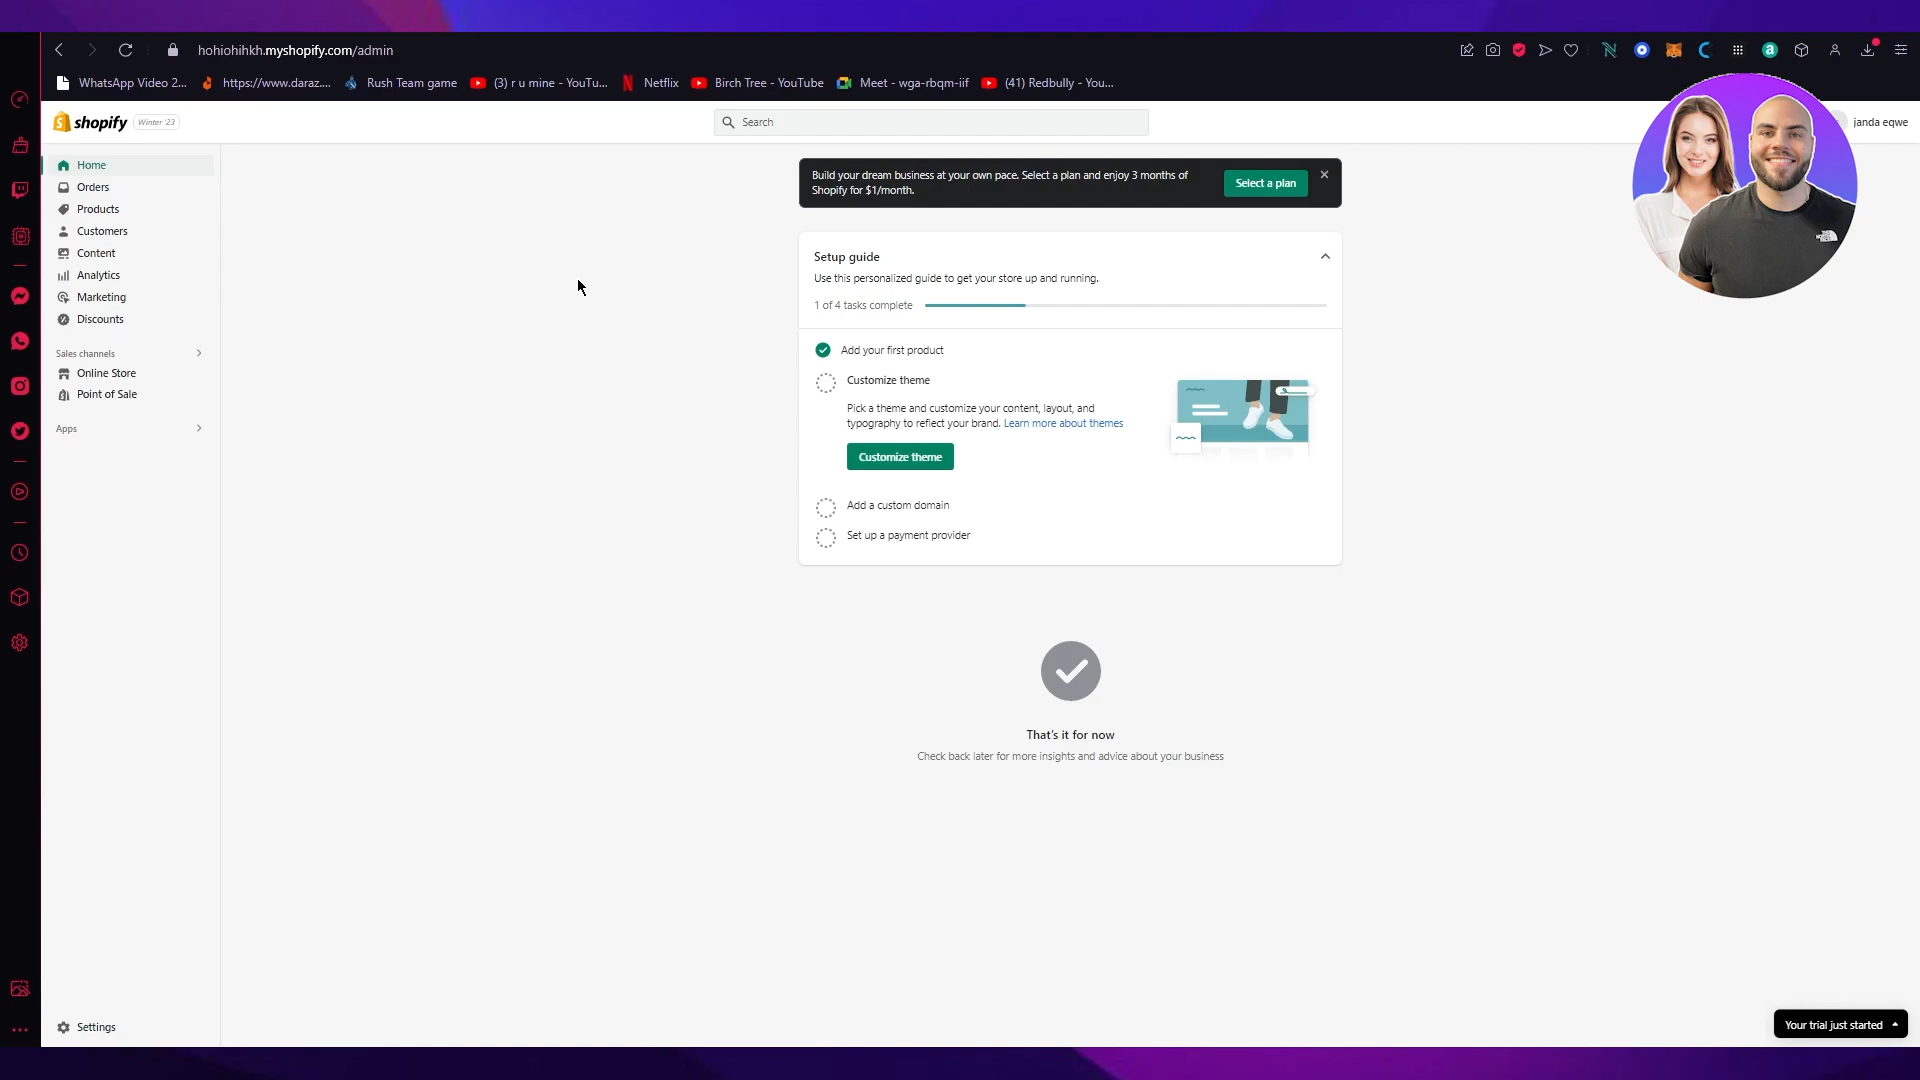 hohiohihkh.myshopify.com/admin
WhatsApp Video 2...
https://www.daraz....
Rush Team game
(3) r u mine - YouTu...
Netflix
Birch Tree - YouTube
Meet - wga-rbqm-iif
(41) Redbully - You...
shopify
Winter '23
Search
janda eqwe
Home
Orders
Products
Customers
Content
Analytics
Marketing
Discounts
Sales channels
Online Store
Point of Sale
Apps
Settings
Build your dream business at your own pace. Select a plan and enjoy 3 months of
Shopify for $1/month.
Select a plan
Setup guide
Use this personalized guide to get your store up and running.
1 of 4 tasks complete
Add your first product
Customize theme
Pick a theme and customize your content, layout, and
typography to reflect your brand. Learn more about themes
Customize theme
Add a custom domain
Set up a payment provider
That's it for now
Check back later for more insights and advice about your business
Your trial just started